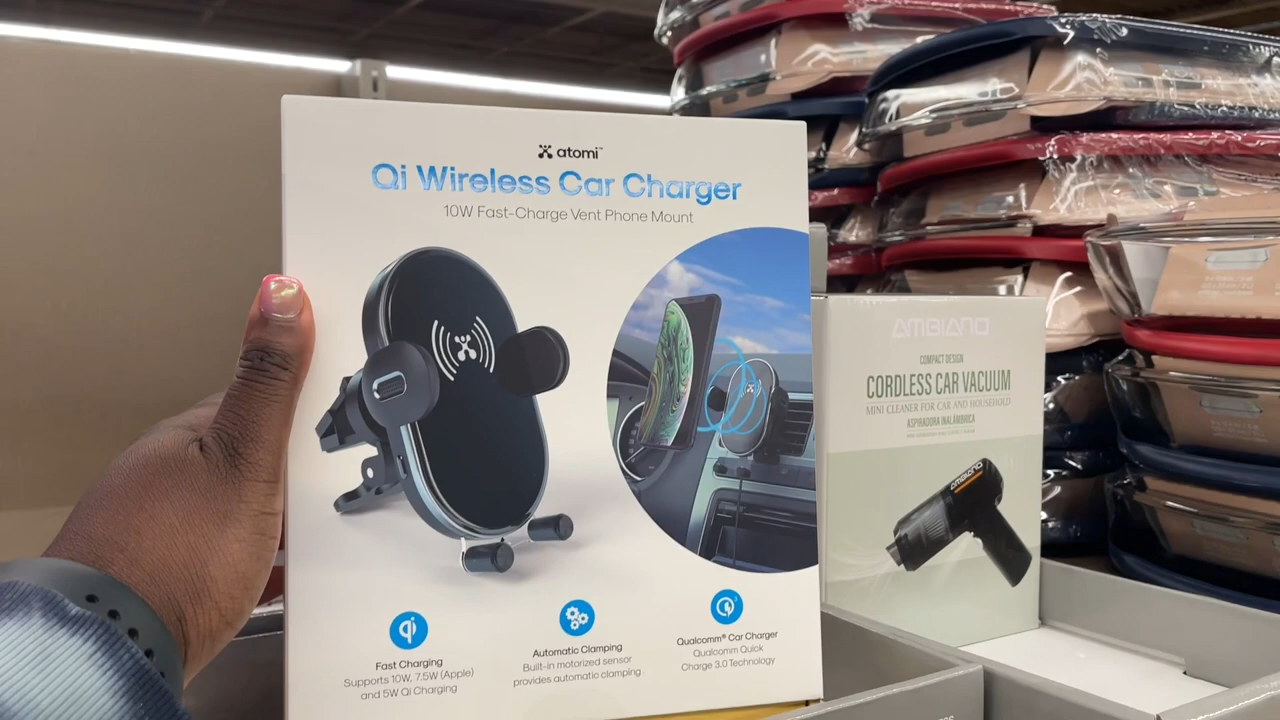 atomi™
Qi Wireless Car Charger
10W Fast-Charge Vent Phone Mount
Fast Charging
Supports 10W, 7.5W (Apple)
and 5W Qi Charging
Automatic Clamping
Built-in motorized sensor
provides automatic clamping
Qualcomm® Car Charger
Qualcomm Quick
Charge 3.0 Technology
AMBIANO
COMPACT DESIGN
CORDLESS CAR VACUUM
MINI CLEANER FOR CAR AND HOUSEHOLD
ASPIRADORA INALÁMBRICA
AMBIANO